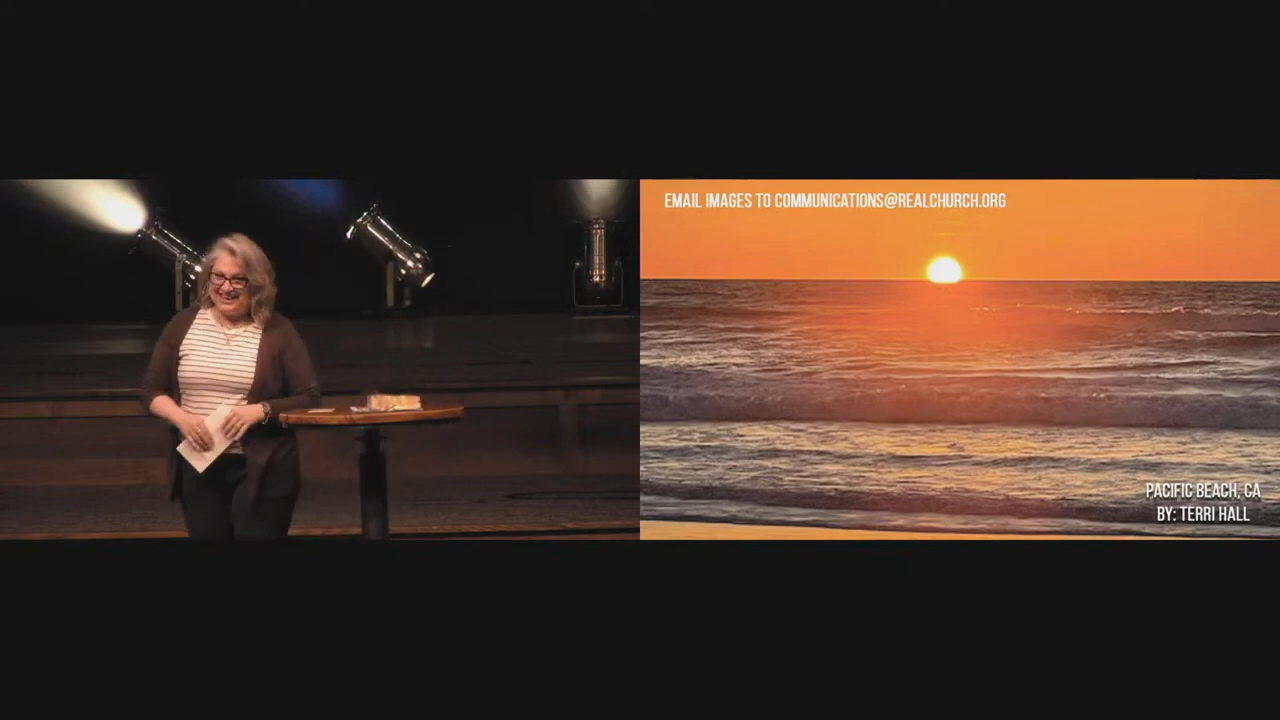 EMAIL IMAGES TO COMMUNICATIONS@REALCHURCH.ORG
PACIFIC BEACH, CA
BY: TERRI HALL